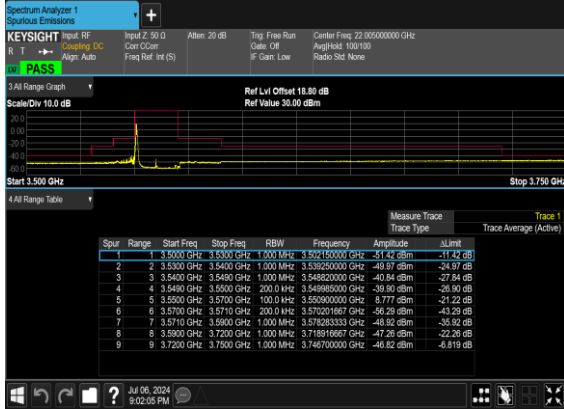 Spectrum Analyzer 1
Spurious Emissions
+
KEYSIGHT Input: RF Input Z: 50 Ω Atten: 20 dB Trig: Free Run Center Freq: 22.005000000 GHz
R T Coupling: DC Corr CCorr Gate: Off Avg|Hold: 100/100
Align: Auto Freq Ref: Int (S) IF Gain: Low Radio Std: None
PASS
3 All Range Graph
Ref Lvl Offset 18.80 dB
Scale/Div 10.0 dB Ref Value 30.00 dBm
20.0
0.00
-20.0
-40.0
-60.0
Start 3.500 GHz Stop 3.750 GHz
4 All Range Table
Measure Trace Trace 1
Trace Type Trace Average (Active)
Spur Range Start Freq Stop Freq RBW Frequency Amplitude ΔLimit
1 1 3.5000 GHz 3.5300 GHz 1.000 MHz 3.502150000 GHz -51.42 dBm -11.42 dB
2 2 3.5300 GHz 3.5400 GHz 1.000 MHz 3.539250000 GHz -49.97 dBm -24.97 dB
3 3 3.5400 GHz 3.5490 GHz 1.000 MHz 3.548820000 GHz -40.84 dBm -27.84 dB
4 4 3.5490 GHz 3.5500 GHz 200.0 kHz 3.549985000 GHz -39.90 dBm -26.90 dB
5 5 3.5500 GHz 3.5700 GHz 100.0 kHz 3.550900000 GHz 8.777 dBm -21.22 dB
6 6 3.5700 GHz 3.5710 GHz 200.0 kHz 3.570201667 GHz -56.29 dBm -43.29 dB
7 7 3.5710 GHz 3.5900 GHz 1.000 MHz 3.578283333 GHz -48.92 dBm -35.92 dB
8 8 3.5900 GHz 3.7200 GHz 1.000 MHz 3.718916667 GHz -47.26 dBm -22.26 dB
9 9 3.7200 GHz 3.7500 GHz 1.000 MHz 3.746700000 GHz -46.82 dBm -6.819 dB
? Jul 06, 2024
9:02:05 PM